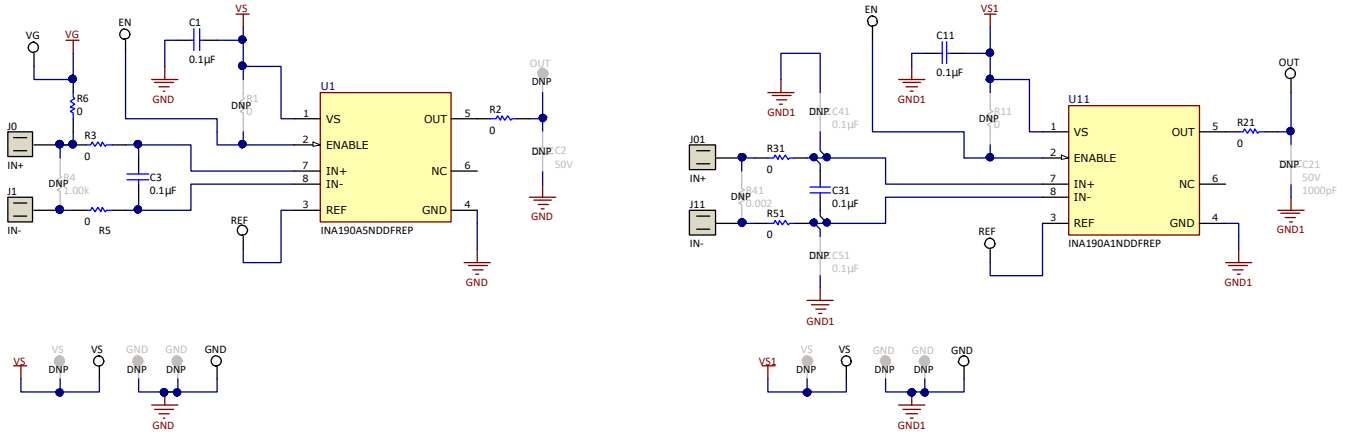 VS
C1
0.1µF
GND
EN
VG
VG
R6
0
DNP
R1
0
J0
IN+
R3
0
DNP
R4
1.00k
C3
0.1µF
J1
IN-
0
R5
REF
U1
1 VS
2 ENABLE
7 IN+
8 IN-
3 REF
OUT 5
NC 6
GND 4
INA190A5NDDFREP
R2
0
OUT
DNP
DNP
C2
50V
GND
GND
VS
VS
DNP
VS
GND
DNP
GND
DNP
GND
GND
VS1
C11
0.1µF
GND1
EN
GND1
DNP
C41
0.1µF
DNP
R11
0
J01
IN+
R31
0
DNP
R41
0.002
C31
0.1µF
J11
IN-
R51
0
DNP
C51
0.1µF
GND1
REF
U11
1 VS
2 ENABLE
7 IN+
8 IN-
3 REF
OUT 5
NC 6
GND 4
INA190A1NDDFREP
R21
0
OUT
DNP
C21
50V
1000pF
GND1
GND1
VS1
VS
DNP
VS
GND
DNP
GND
DNP
GND
GND1